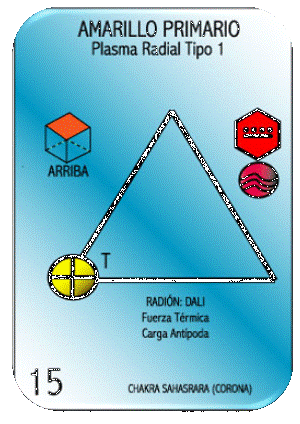 AMARILLO PRIMARIO
Plasma Radial Tipo 1
ARRIBA
T
RADIÓN: DALI
Fuerza Térmica
Carga Antípoda
15
CHAKRA SAHASRARA (CORONA)